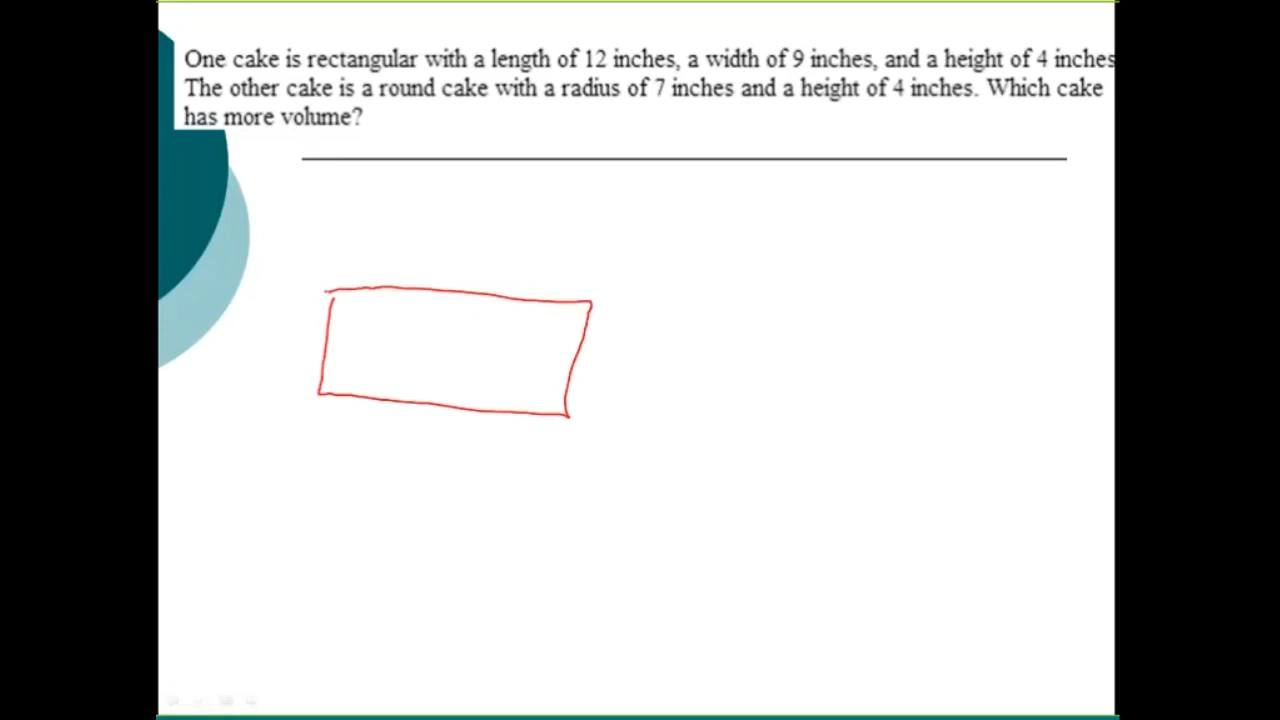 One cake is rectangular with a length of 12 inches, a width of 9 inches, and a height of 4 inches
The other cake is a round cake with a radius of 7 inches and a height of 4 inches. Which cake
has more volume?